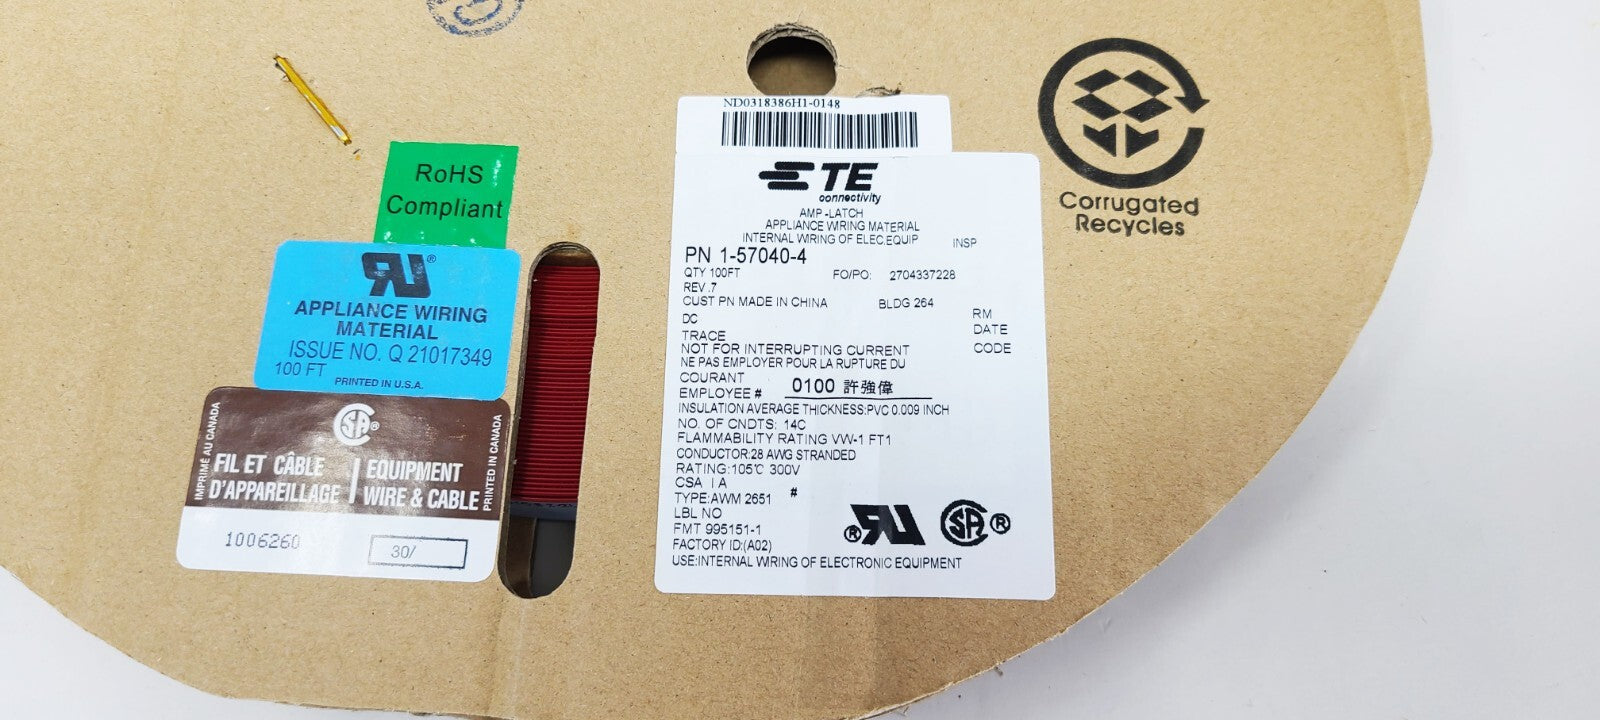 RoHS
Compliant
®
APPLIANCE WIRING
MATERIAL
ISSUE NO. Q 21017349
100 FT
PRINTED IN U.S.A.
IMPRIMÉ AU CANADA
CSA®
FIL ET CÂBLE
D'APPAREILLAGE
EQUIPMENT
WIRE & CABLE
PRINTED IN CANADA
1006260
30/
ND0318386H1-0148
TE
connectivity
AMP-LATCH
APPLIANCE WIRING MATERIAL
INTERNAL WIRING OF ELEC.EQUIP
INSP
PN 1-57040-4
QTY 100FT FO/PO: 2704337228
REV.7
CUST PN MADE IN CHINA BLDG 264
DC
RM
DATE
CODE
TRACE
NOT FOR INTERRUPTING CURRENT
NE PAS EMPLOYER POUR LA RUPTURE DU
COURANT
EMPLOYEE # 0100 許強偉
INSULATION AVERAGE THICKNESS:PVC 0.009 INCH
NO. OF CNDTS: 14C
FLAMMABILITY RATING VW-1 FT1
CONDUCTOR:28 AWG STRANDED
RATING:105℃ 300V
CSA I A
TYPE:AWM 2651 #
LBL NO
FMT 995151-1
FACTORY ID:(A02)
USE:INTERNAL WIRING OF ELECTRONIC EQUIPMENT
® RU CSA ®
Corrugated
Recycles